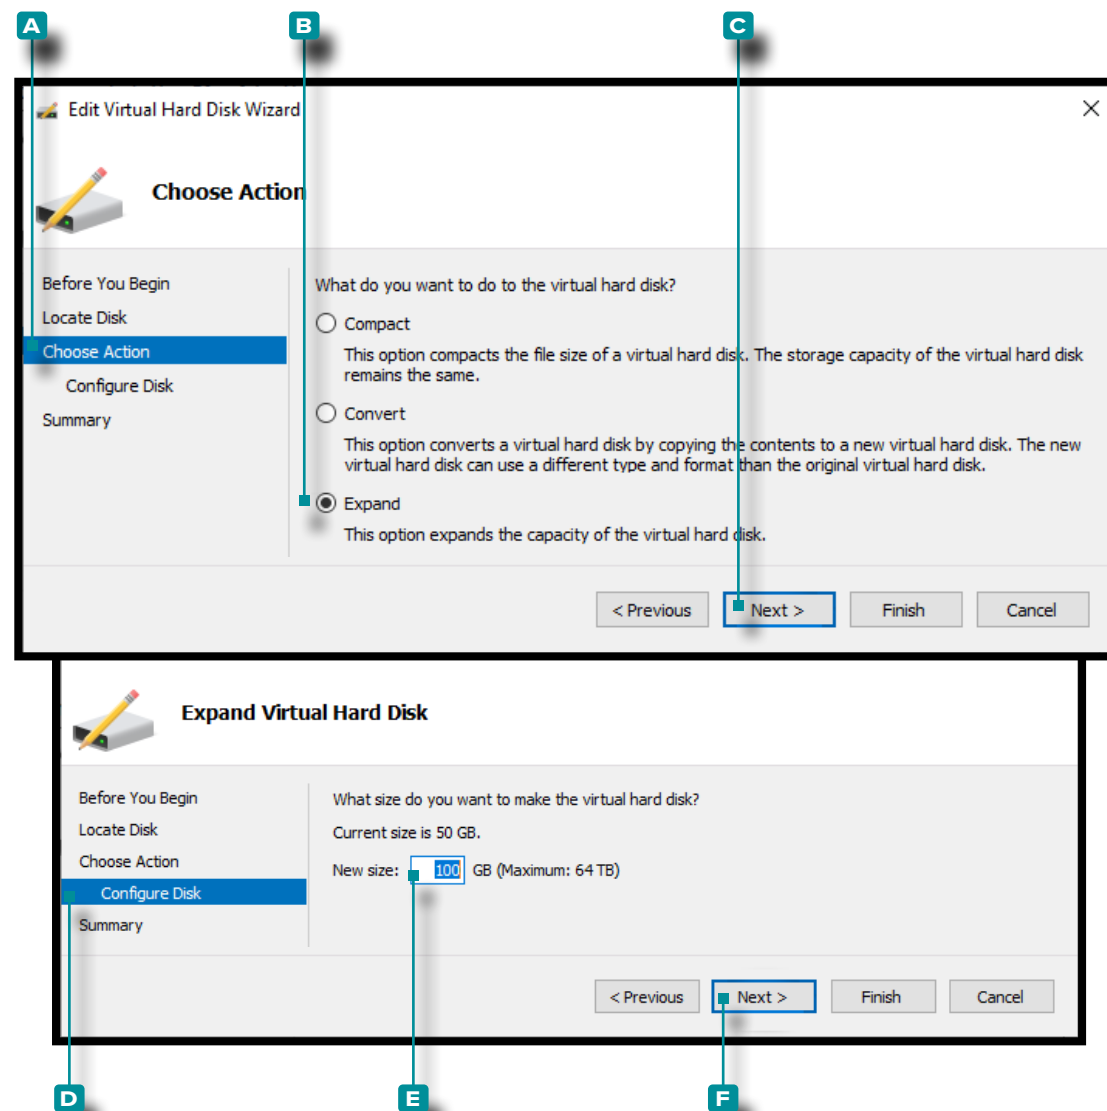 A B C
Edit Virtual Hard Disk Wizard
Choose Action
Before You Begin
Locate Disk
Choose Action
Configure Disk
Summary
What do you want to do to the virtual hard disk?
Compact
This option compacts the file size of a virtual hard disk. The storage capacity of the virtual hard disk
remains the same.
Convert
This option converts a virtual hard disk by copying the contents to a new virtual hard disk. The new
virtual hard disk can use a different type and format than the original virtual hard disk.
Expand
This option expands the capacity of the virtual hard disk.
< Previous Next > Finish Cancel
Expand Virtual Hard Disk
Before You Begin
Locate Disk
Choose Action
Configure Disk
Summary
What size do you want to make the virtual hard disk?
Current size is 50 GB.
New size: 100 GB (Maximum: 64 TB)
< Previous Next > Finish Cancel
D E F